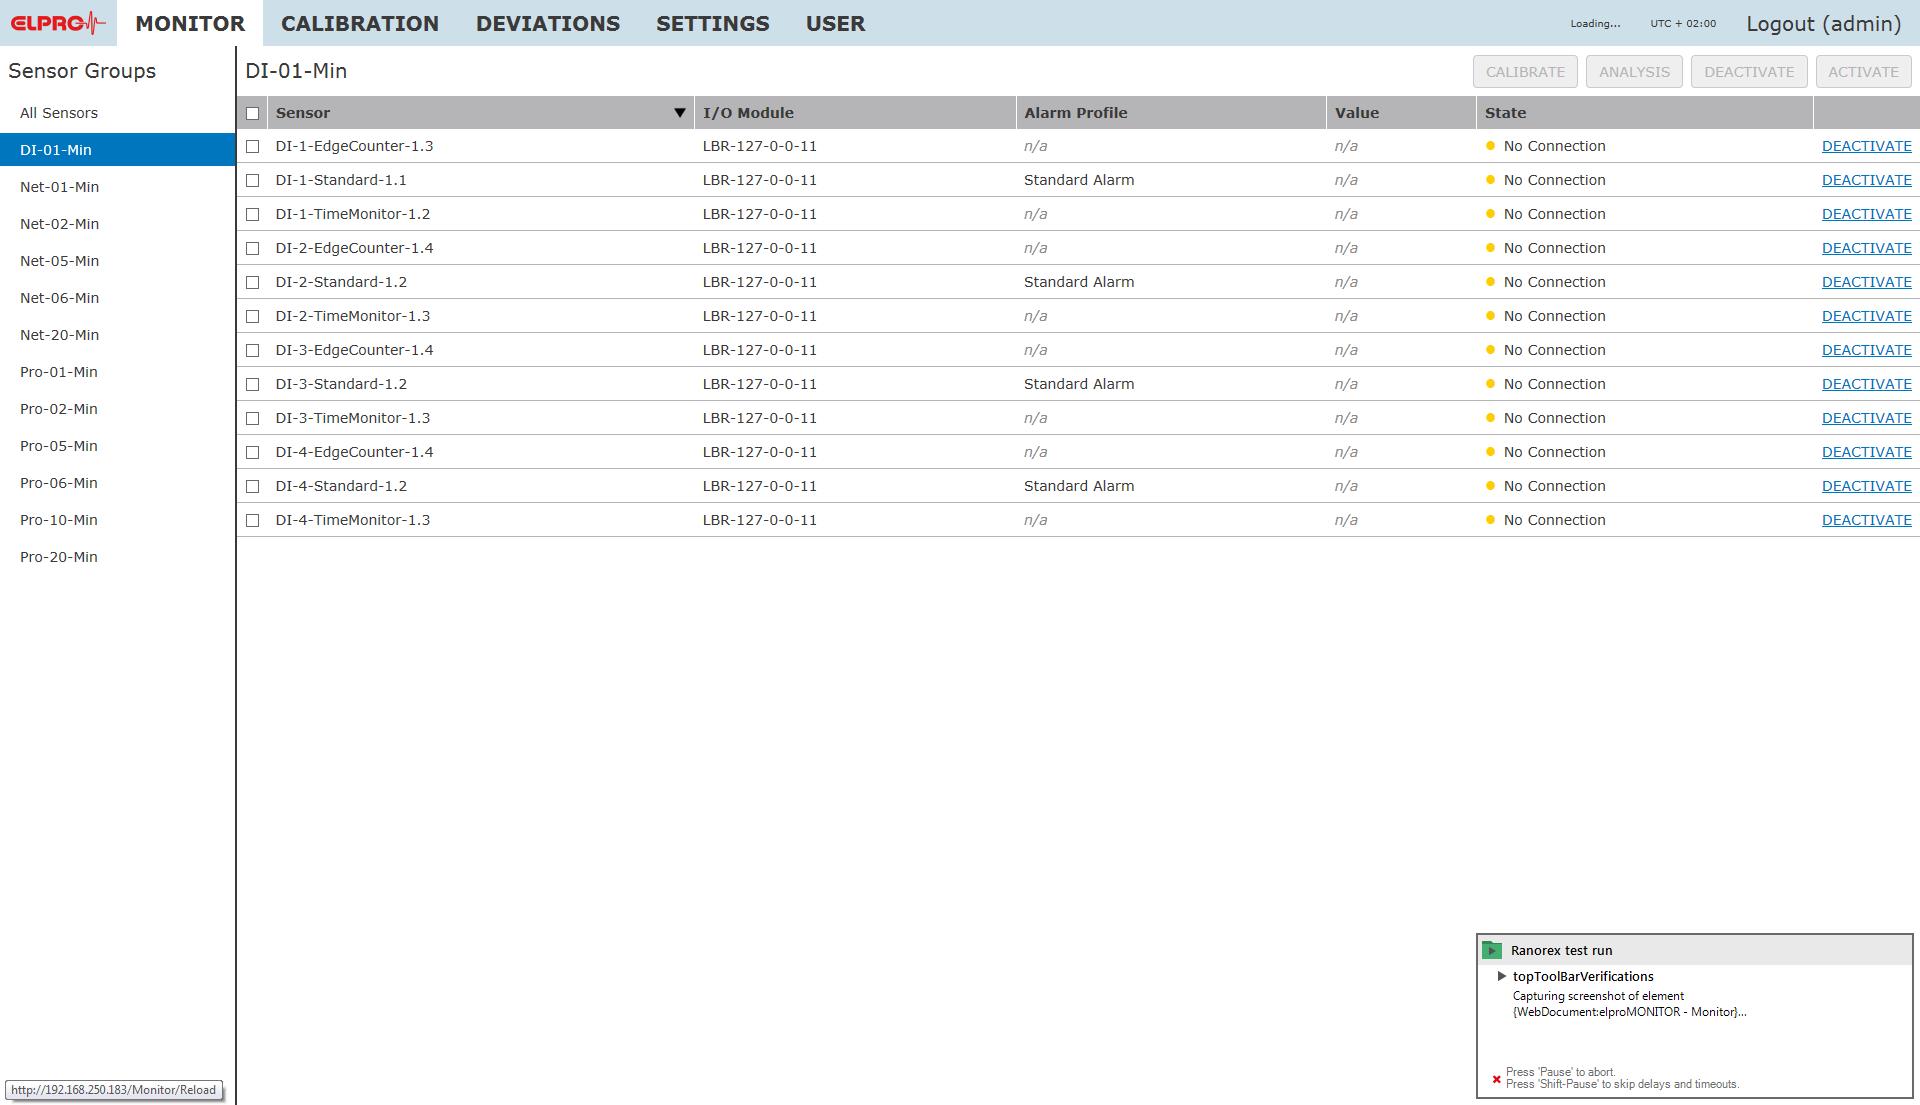 ELPRO MONITOR CALIBRATION DEVIATIONS SETTINGS USER Loading... UTC + 02:00 Logout (admin)
Sensor Groups
All Sensors
DI-01-Min
Net-01-Min
Net-02-Min
Net-05-Min
Net-06-Min
Net-20-Min
Pro-01-Min
Pro-02-Min
Pro-05-Min
Pro-06-Min
Pro-10-Min
Pro-20-Min
DI-01-Min CALIBRATE ANALYSIS DEACTIVATE ACTIVATE
Sensor I/O Module Alarm Profile Value State
DI-1-EdgeCounter-1.3 LBR-127-0-0-11 n/a n/a No Connection DEACTIVATE
DI-1-Standard-1.1 LBR-127-0-0-11 Standard Alarm n/a No Connection DEACTIVATE
DI-1-TimeMonitor-1.2 LBR-127-0-0-11 n/a n/a No Connection DEACTIVATE
DI-2-EdgeCounter-1.4 LBR-127-0-0-11 n/a n/a No Connection DEACTIVATE
DI-2-Standard-1.2 LBR-127-0-0-11 Standard Alarm n/a No Connection DEACTIVATE
DI-2-TimeMonitor-1.3 LBR-127-0-0-11 n/a n/a No Connection DEACTIVATE
DI-3-EdgeCounter-1.4 LBR-127-0-0-11 n/a n/a No Connection DEACTIVATE
DI-3-Standard-1.2 LBR-127-0-0-11 Standard Alarm n/a No Connection DEACTIVATE
DI-3-TimeMonitor-1.3 LBR-127-0-0-11 n/a n/a No Connection DEACTIVATE
DI-4-EdgeCounter-1.4 LBR-127-0-0-11 n/a n/a No Connection DEACTIVATE
DI-4-Standard-1.2 LBR-127-0-0-11 Standard Alarm n/a No Connection DEACTIVATE
DI-4-TimeMonitor-1.3 LBR-127-0-0-11 n/a n/a No Connection DEACTIVATE
Ranorex test run
topToolBarVerifications
Capturing screenshot of element
{WebDocument:elproMONITOR - Monitor}...
Press 'Pause' to abort.
Press 'Shift-Pause' to skip delays and timeouts.
http://192.168.250.183/Monitor/Reload